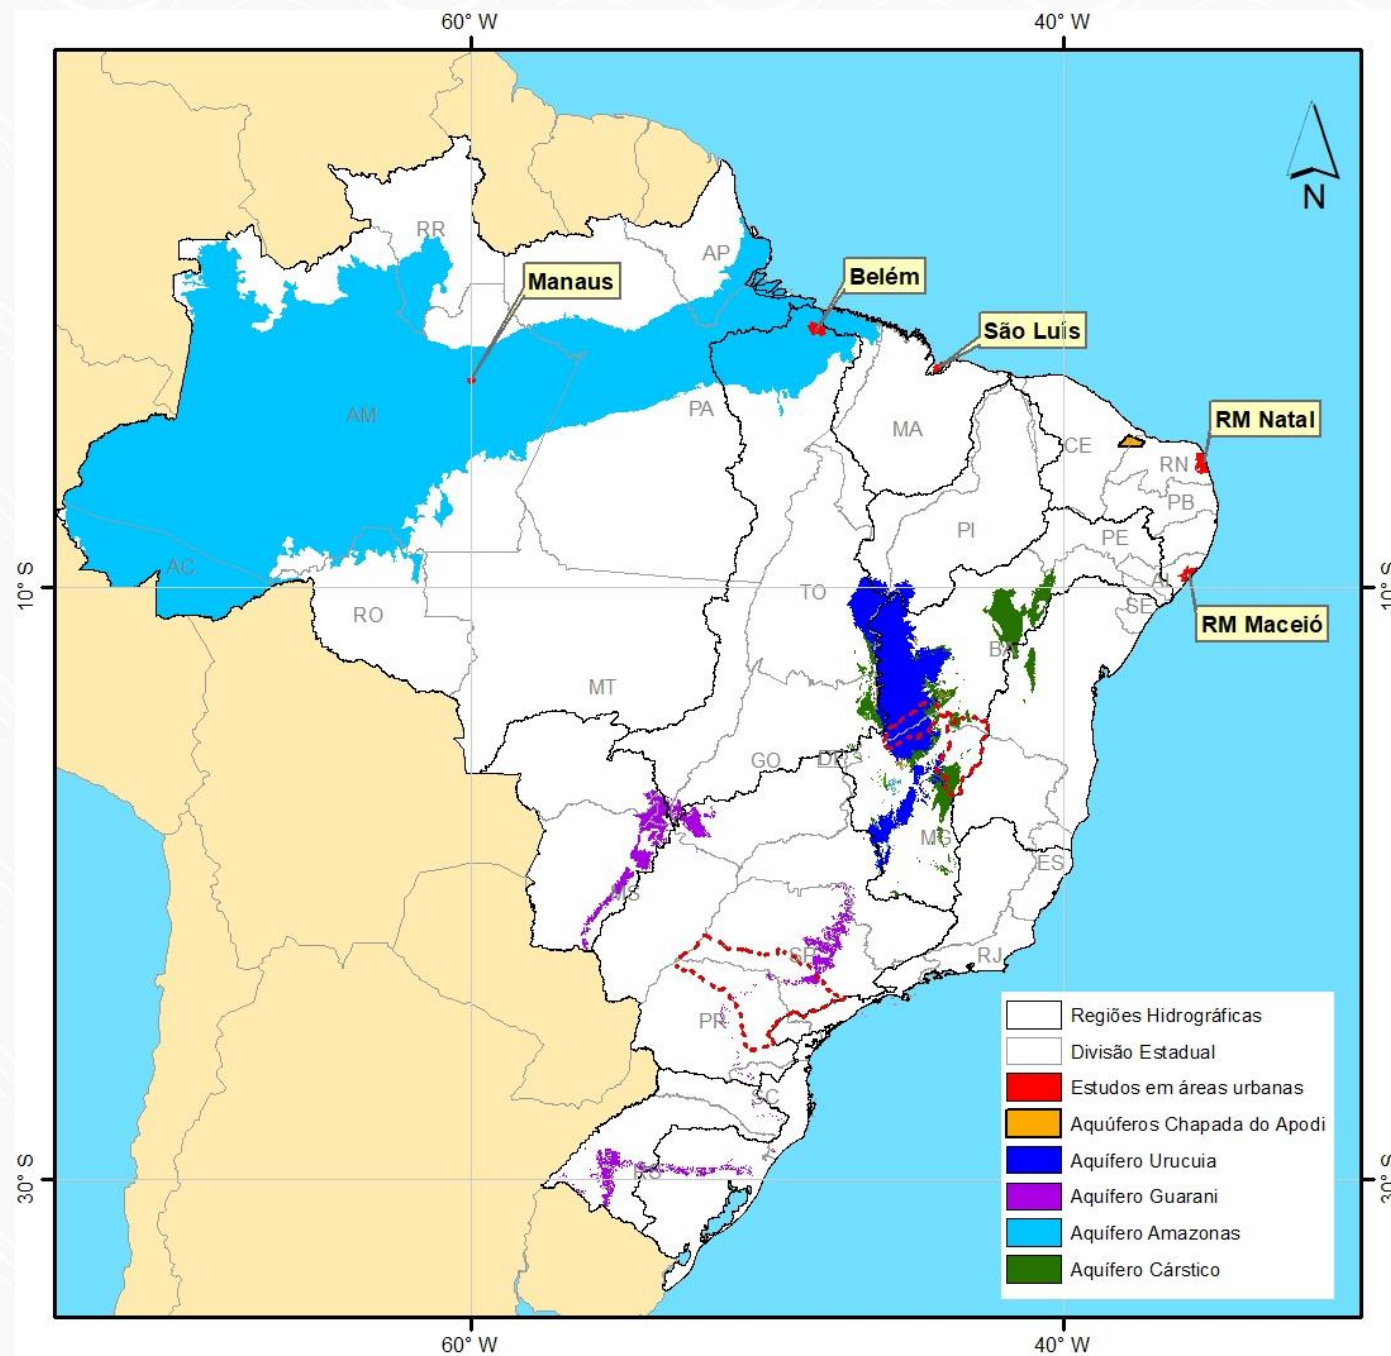 60° W
40° W
N
RR
AP
Manaus
Belém
São Luís
AM
PA
MA
CE
RM Natal
RN
PB
PI
PE
10° S
AC
TO
AL
10° S
SE
RM Maceió
RO
BA
MT
GO
DF
MG
ES
MS
SP
RJ
PR
SC
RS
30° S
30° S
Regiões Hidrográficas
Divisão Estadual
Estudos em áreas urbanas
Aqúíferos Chapada do Apodi
Aquífero Urucuia
Aquífero Guarani
Aquífero Amazonas
Aquífero Cárstico
60° W
40° W